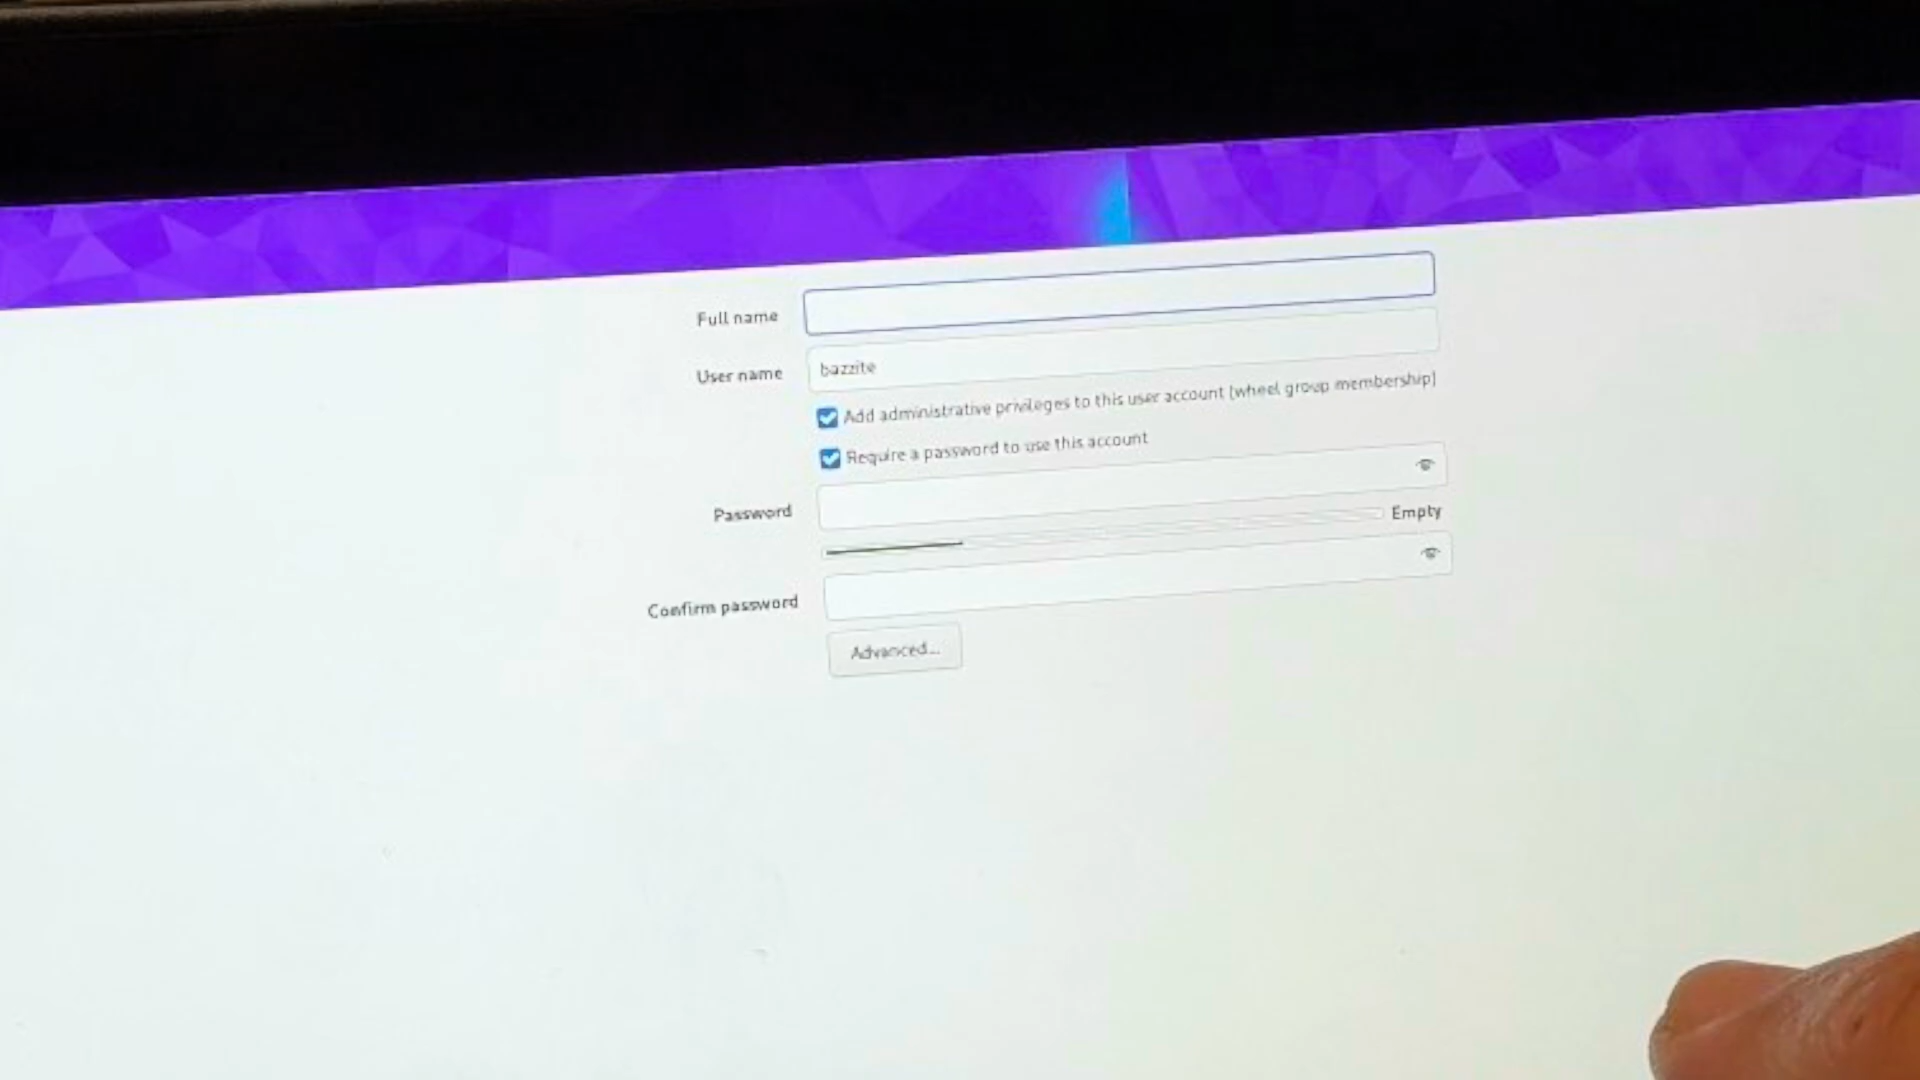 Full name
User name
bazzite
Add administrative privileges to this user account (wheel group membership)
Require a password to use this account
Password
Empty
Confirm password
Advanced...